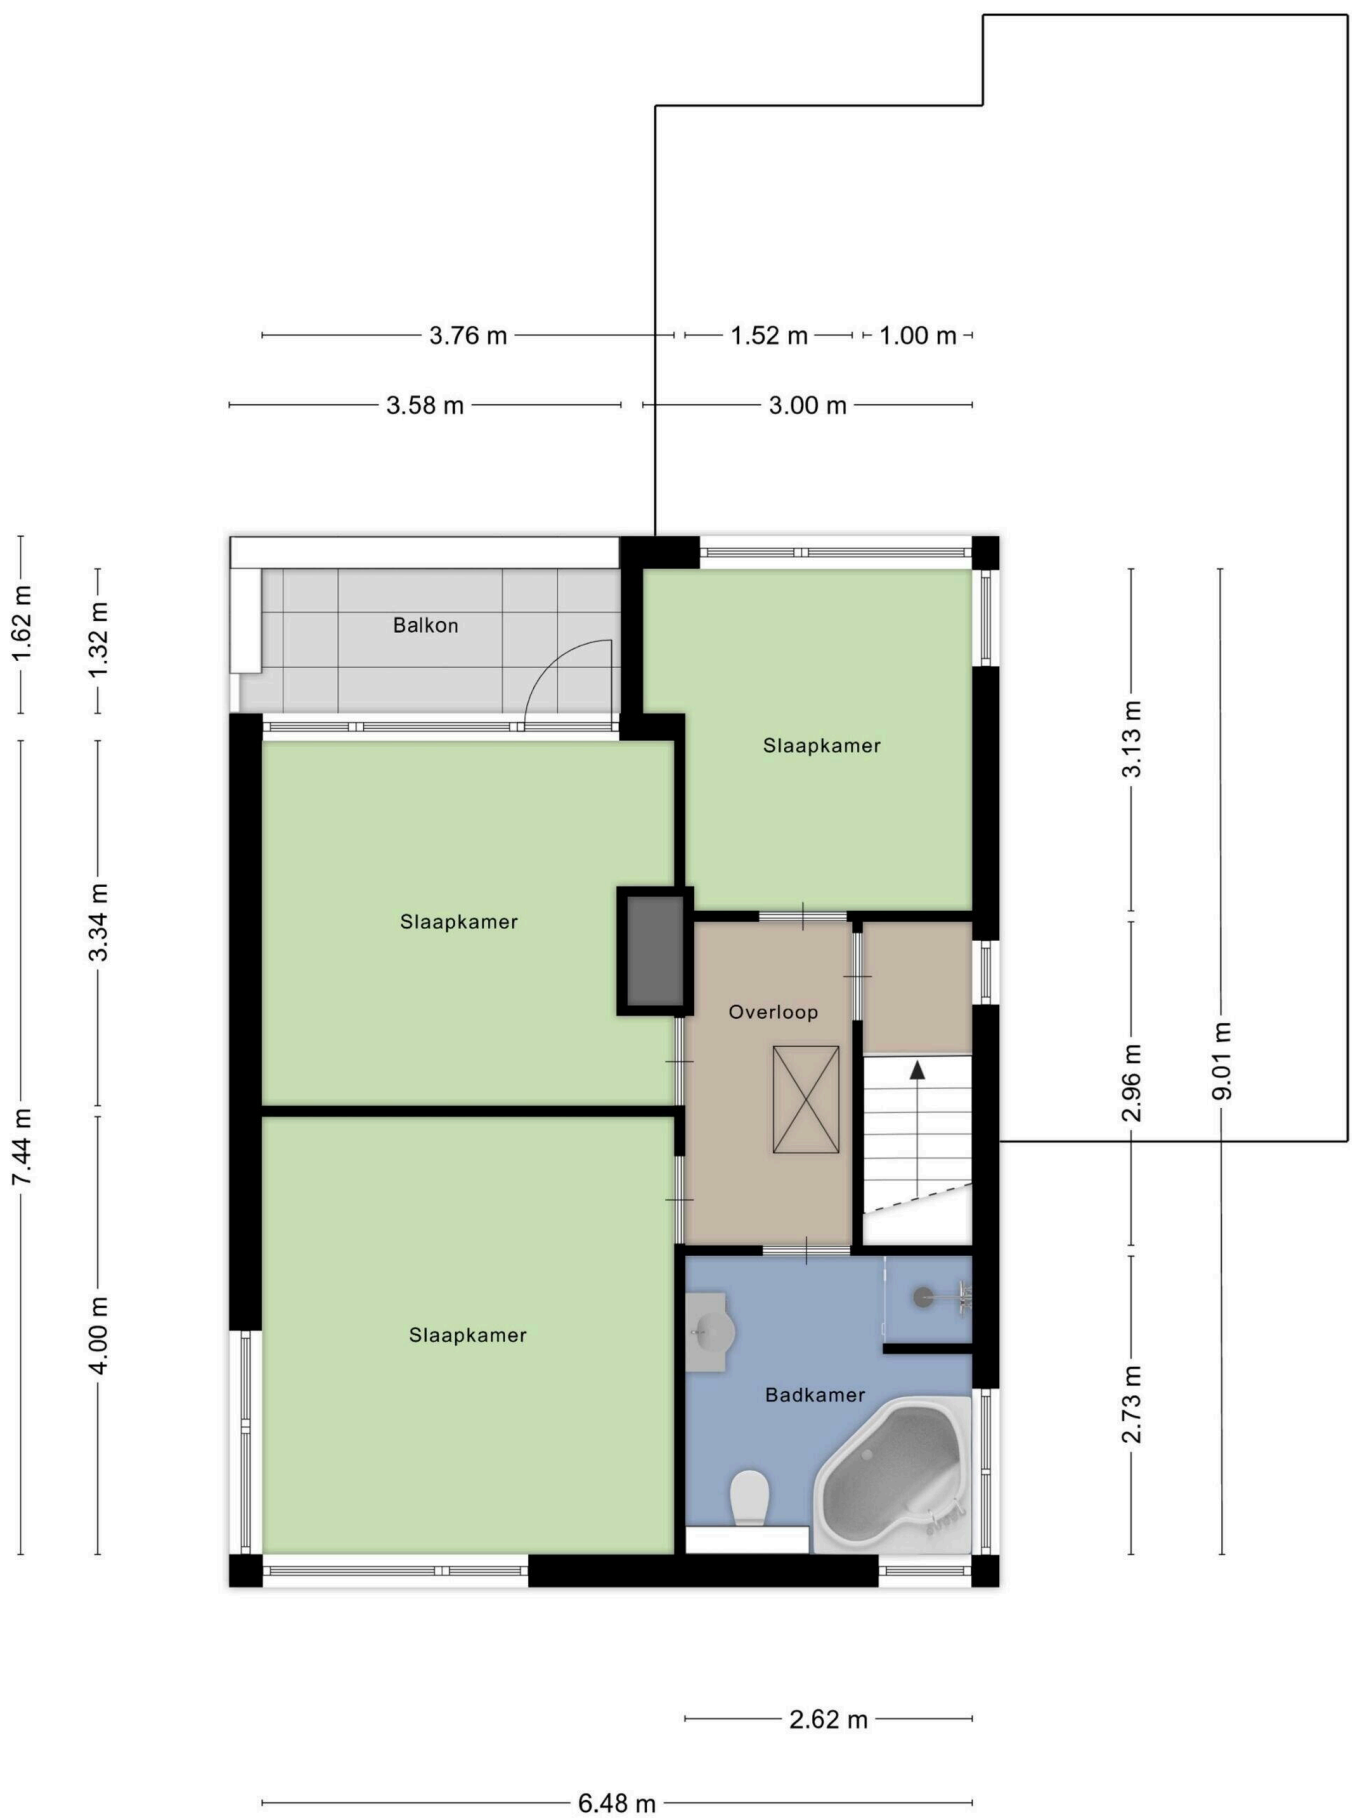 3.76 m
1.52 m
1.00 m
3.58 m
3.00 m
1.62 m
1.32 m
Balkon
Slaapkamer
3.13 m
Slaapkamer
3.34 m
Overloop
2.96 m
9.01 m
7.44 m
4.00 m
Slaapkamer
Badkamer
2.73 m
2.62 m
6.48 m